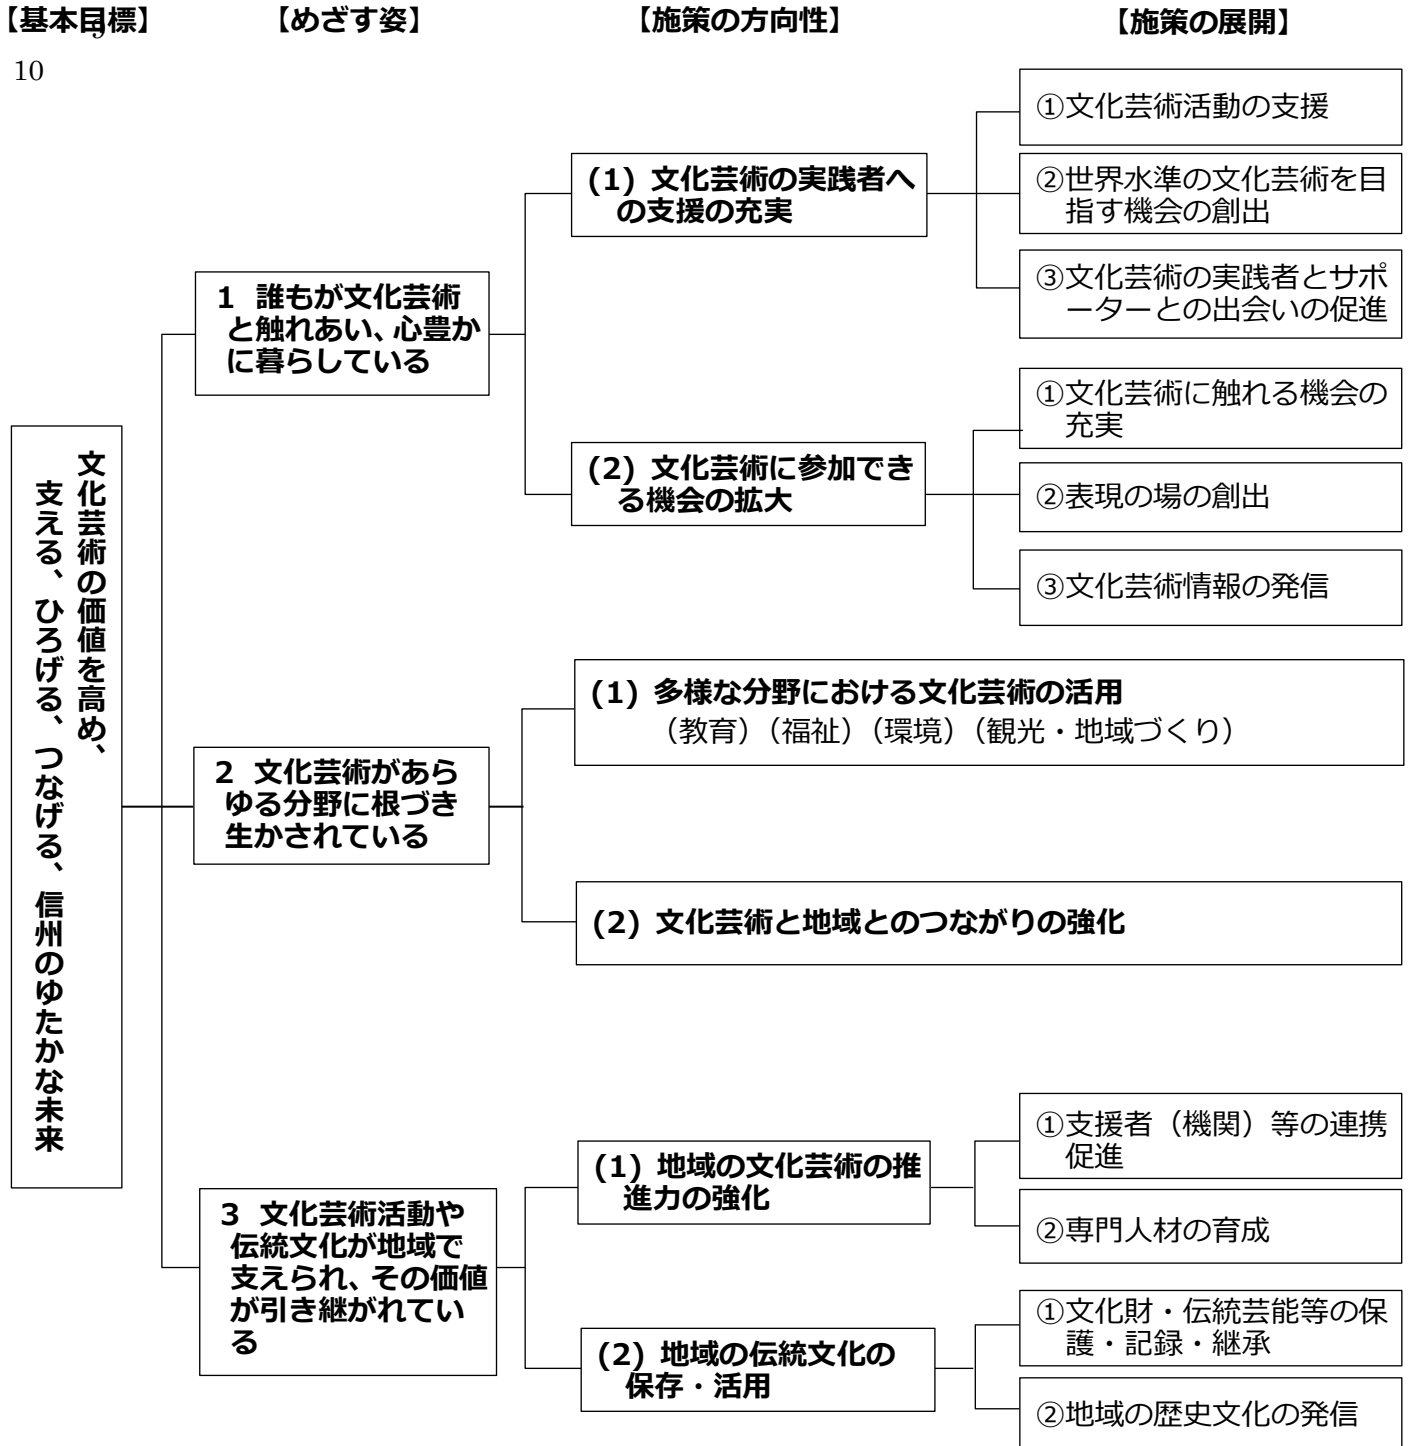 【基本目標】
【めざす姿】
【施策の方向性】
【施策の展開】
10
文化芸術の価値を高め、
支える、ひろげる、つなげる、信州のゆたかな未来
1 誰もが文化芸術
と触れあい、心豊か
に暮らしている
(1) 文化芸術の実践者へ
の支援の充実
①文化芸術活動の支援
②世界水準の文化芸術を目
指す機会の創出
③文化芸術の実践者とサポ
ーターとの出会いの促進
(2) 文化芸術に参加でき
る機会の拡大
①文化芸術に触れる機会の
充実
②表現の場の創出
③文化芸術情報の発信
2 文化芸術があら
ゆる分野に根づき
生かされている
(1) 多様な分野における文化芸術の活用
（教育）（福祉）（環境）（観光・地域づくり）
(2) 文化芸術と地域とのつながりの強化
3 文化芸術活動や
伝統文化が地域で
支えられ、その価値
が引き継がれてい
る
(1) 地域の文化芸術の推
進力の強化
①支援者（機関）等の連携
促進
②専門人材の育成
(2) 地域の伝統文化の
保存・活用
①文化財・伝統芸能等の保
護・記録・継承
②地域の歴史文化の発信